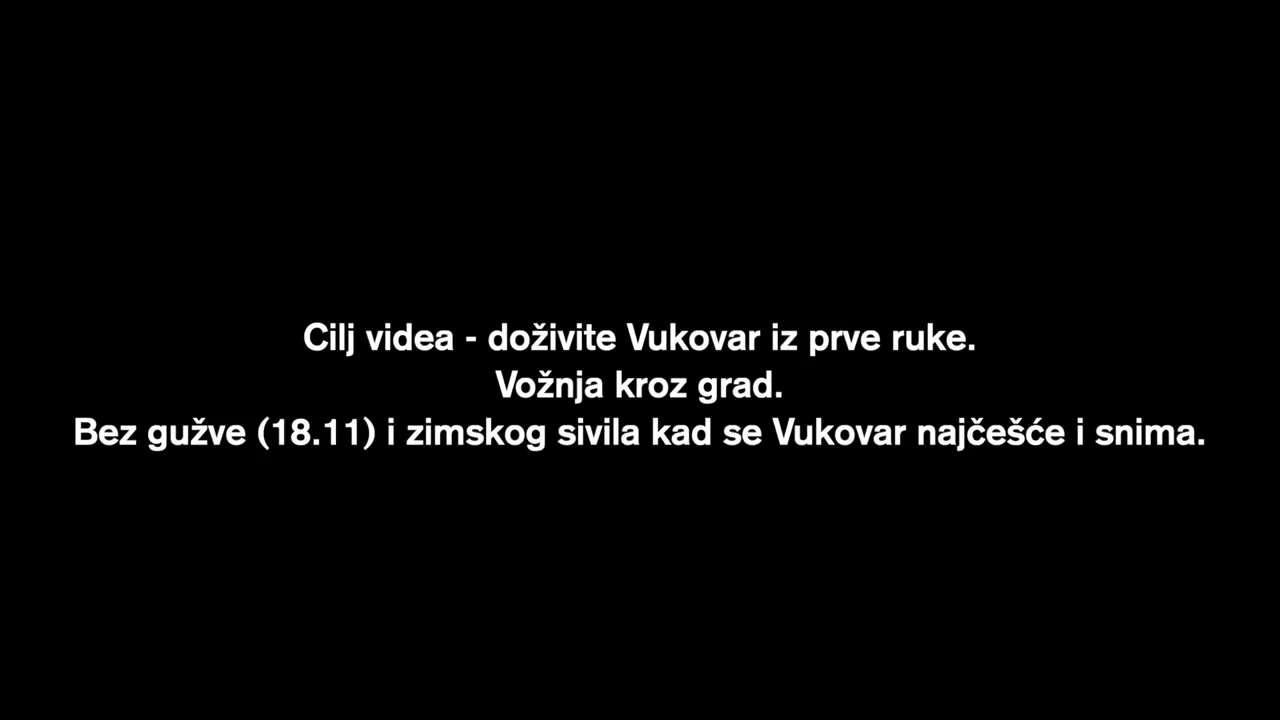 Cilj videa - doživite Vukovar iz prve ruke.
Vožnja kroz grad.
Bez gužve (18.11) i zimskog sivila kad se Vukovar najčešće i snima.